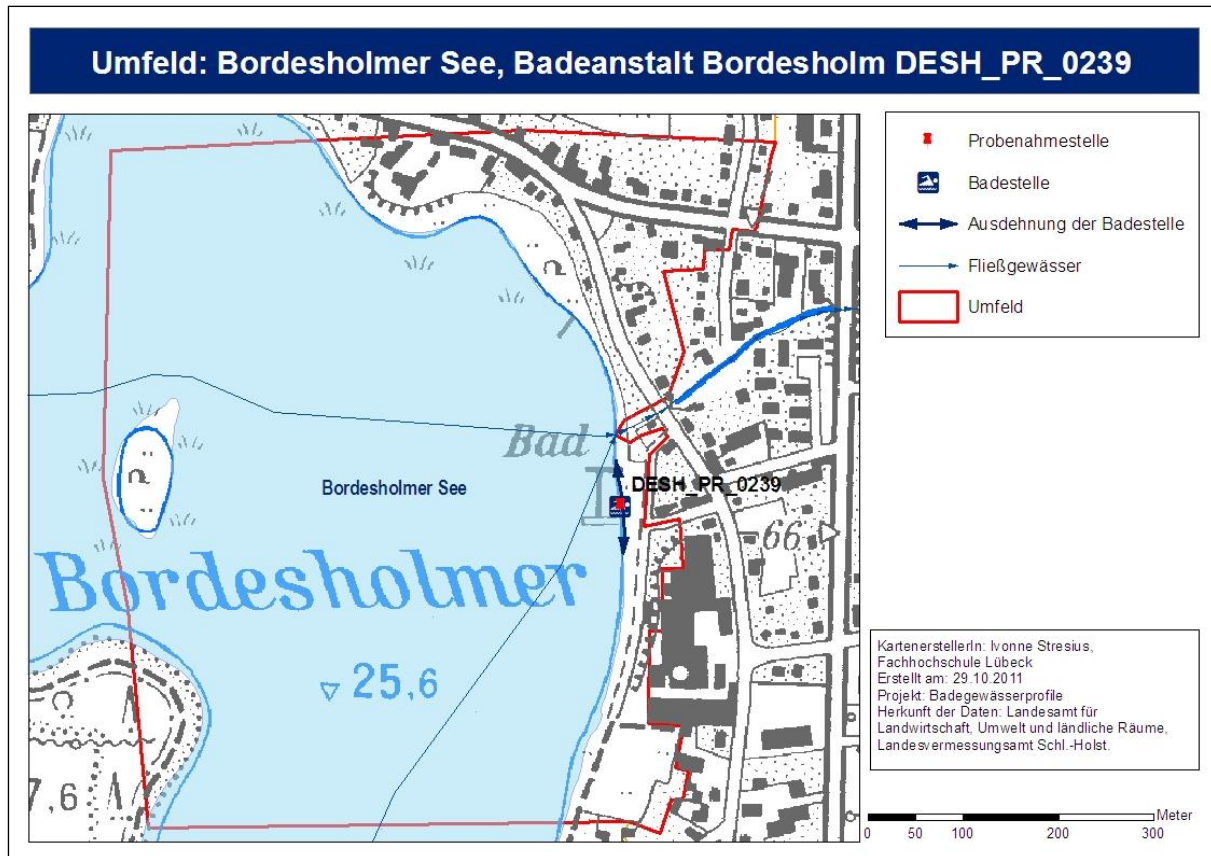 Umfeld: Bordesholmer See, Badeanstalt Bordesholm DESH_PR_0239
Probenahmestelle
Badestelle
Ausdehnung der Badestelle
Fließgewässer
Umfeld
Bad
DESH_PR_0239
Bordesholmer See
66
Bordesholmer
25,6
7,6
KartenerstellerIn: Ivonne Stresius,
Fachhochschule Lübeck
Erstellt am: 29.10.2011
Projekt: Badegewässerprofile
Herkunft der Daten: Landesamt für
Landwirtschaft, Umwelt und ländliche Räume,
Landesvermessungsamt Schl.-Holst.
Meter
0 50 100 200 300